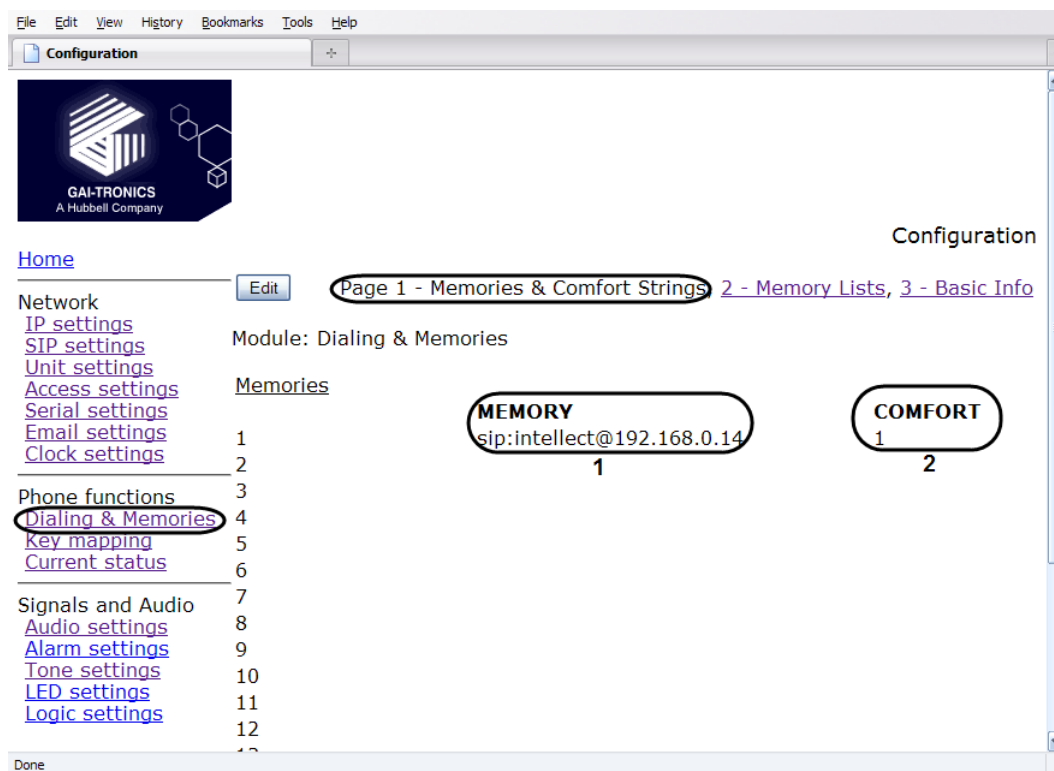 File Edit View History Bookmarks Tools Help
Configuration
GAI-TRONICS
A Hubbell Company
Configuration
Home
Edit Page 1 - Memories & Comfort Strings, 2 - Memory Lists, 3 - Basic Info
Network
IP settings
SIP settings
Unit settings
Access settings
Serial settings
Email settings
Clock settings
Module: Dialing & Memories
Memories
MEMORY COMFORT
1 sip:intellect@192.168.0.14 1
1 2
2
3
4
5
6
7
8
9
10
11
12
Phone functions
Dialing & Memories
Key mapping
Current status
Signals and Audio
Audio settings
Alarm settings
Tone settings
LED settings
Logic settings
Done